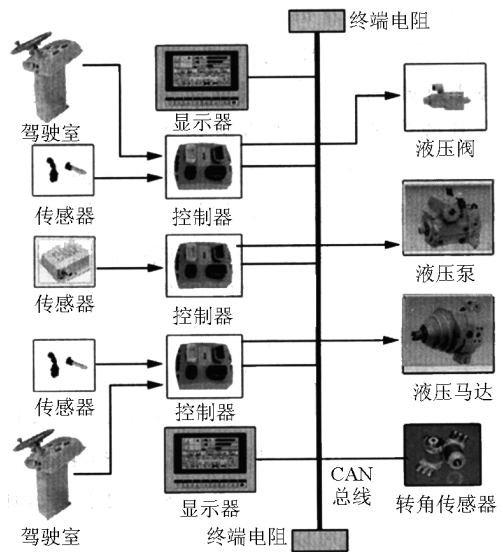 终端电阻
驾驶室
显示器
液压阀
传感器
控制器
液压泵
传感器
控制器
液压马达
传感器
控制器
CAN
总线
转角传感器
驾驶室
显示器
终端电阻